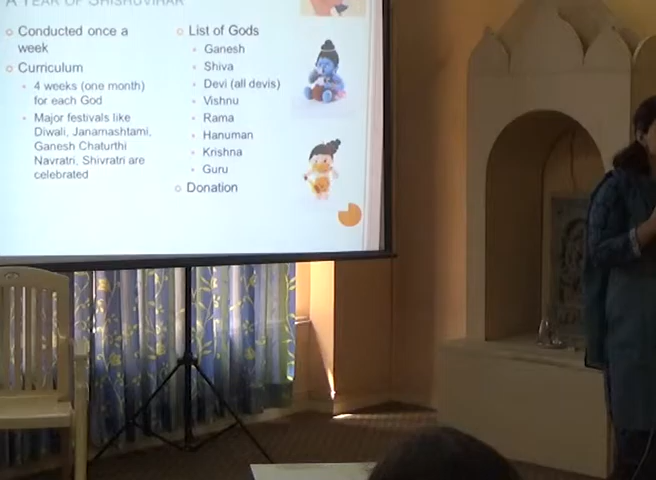 A YEAR OF SHISHUVIHAR
Conducted once a
week
Curriculum
4 weeks (one month)
for each God
Major festivals like
Diwali, Janamashtami,
Ganesh Chaturthi
Navratri, Shivratri are
celebrated
List of Gods
Ganesh
Shiva
Devi (all devis)
Vishnu
Rama
Hanuman
Krishna
Guru
Donation